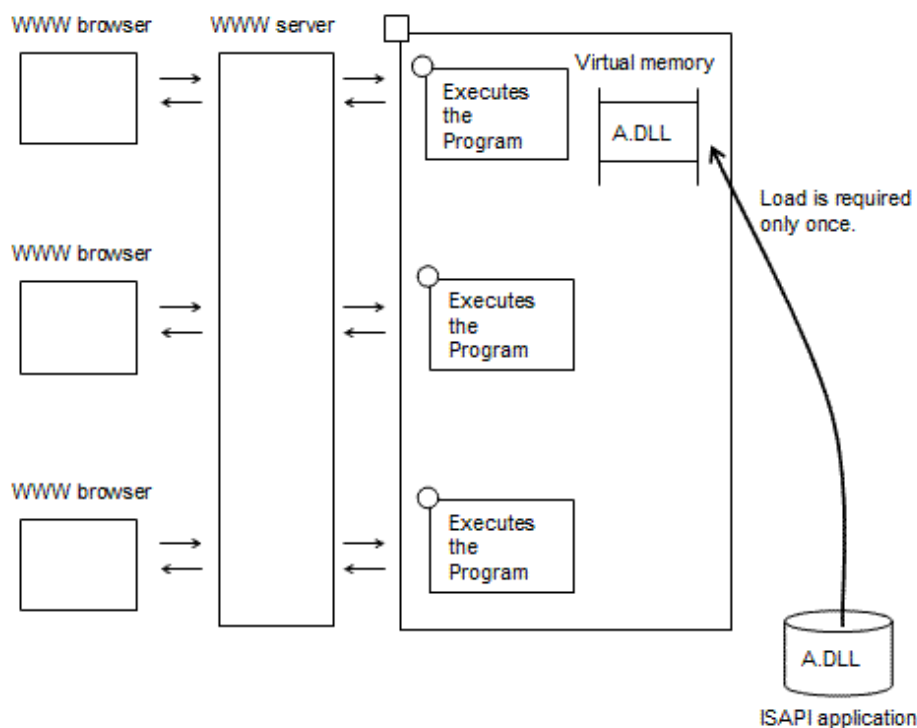 WWW browser
WWW server
Virtual memory
Executes
the
Program
A.DLL
Load is required
only once.
WWW browser
Executes
the
Program
WWW browser
Executes
the
Program
A.DLL
ISAPI application